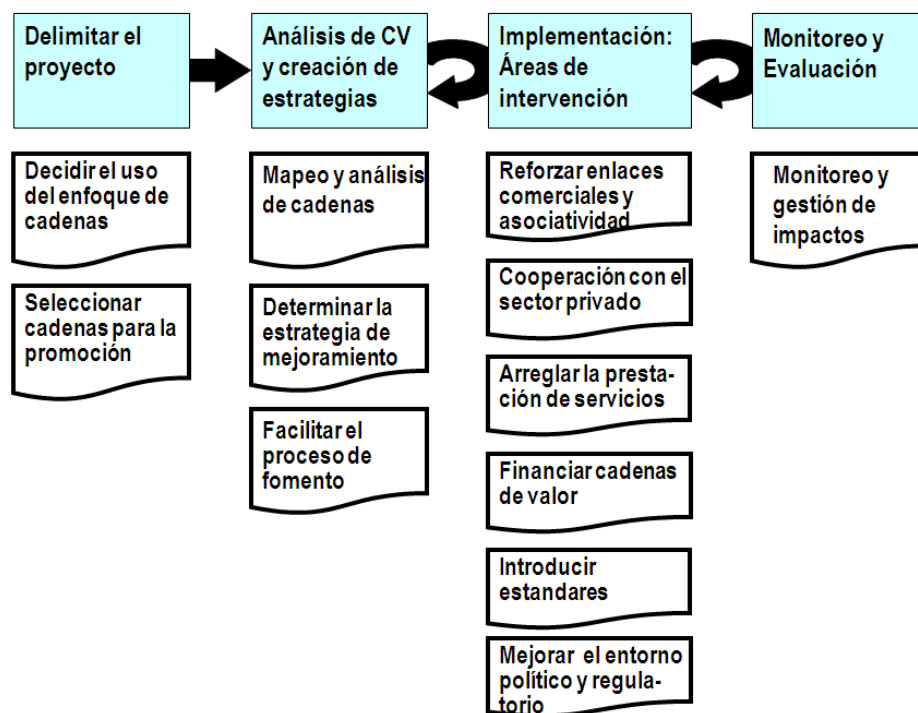 Delimitar el
proyecto
Análisis de CV
y creación de
estrategias
Implementación:
Áreas de
intervención
Monitoreo y
Evaluación
Decidir el uso
del enfoque de
cadenas
Seleccionar
cadenas para la
promoción
Mapeo y análisis
de cadenas
Determinar la
estrategia de
mejoramiento
Facilitar el
proceso de
fomento
Reforzar enlaces
comerciales y
asociatividad
Cooperación con el
sector privado
Arreglar la presta-
ción de servicios
Financiar cadenas
de valor
Introducir
estandares
Mejorar el entorno
político y regula-
torio
Monitoreo y
gestión de
impactos